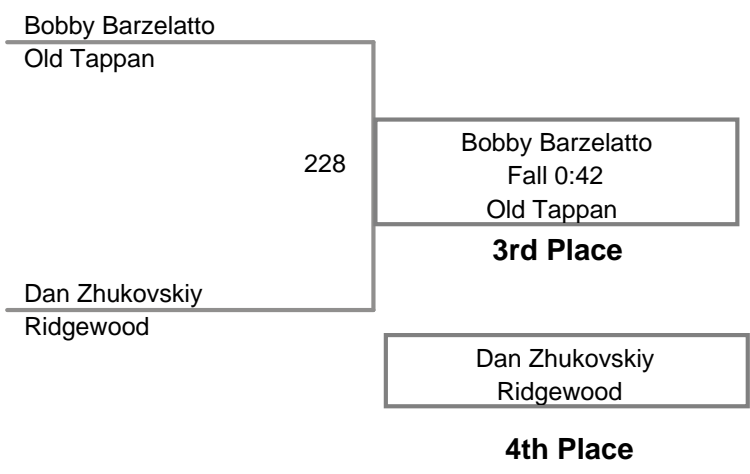 Bobby Barzelatto
Old Tappan
228
Bobby Barzelatto
Fall 0:42
Old Tappan
3rd Place
Dan Zhukovskiy
Ridgewood
Dan Zhukovskiy
Ridgewood
4th Place